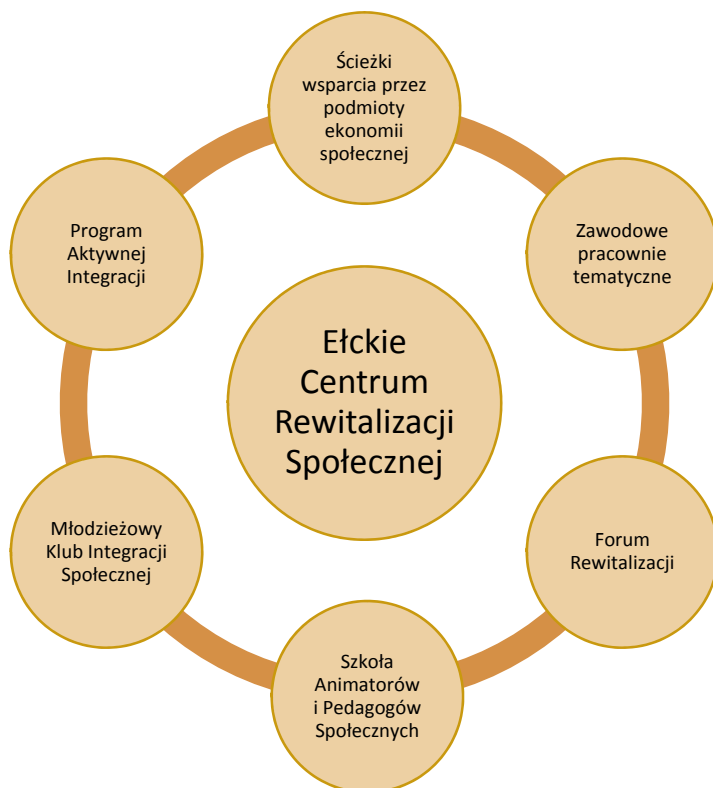 Ścieżki
wsparcia przez
podmioty
ekonomii
społecznej
Zawodowe
pracownie
tematyczne
Forum
Rewitalizacji
Szkoła
Animatorów
i Pedagogów
Społecznych
Młodzieżowy
Klub Integracji
Społecznej
Program
Aktywnej
Integracji
Ełckie
Centrum
Rewitalizacji
Społecznej